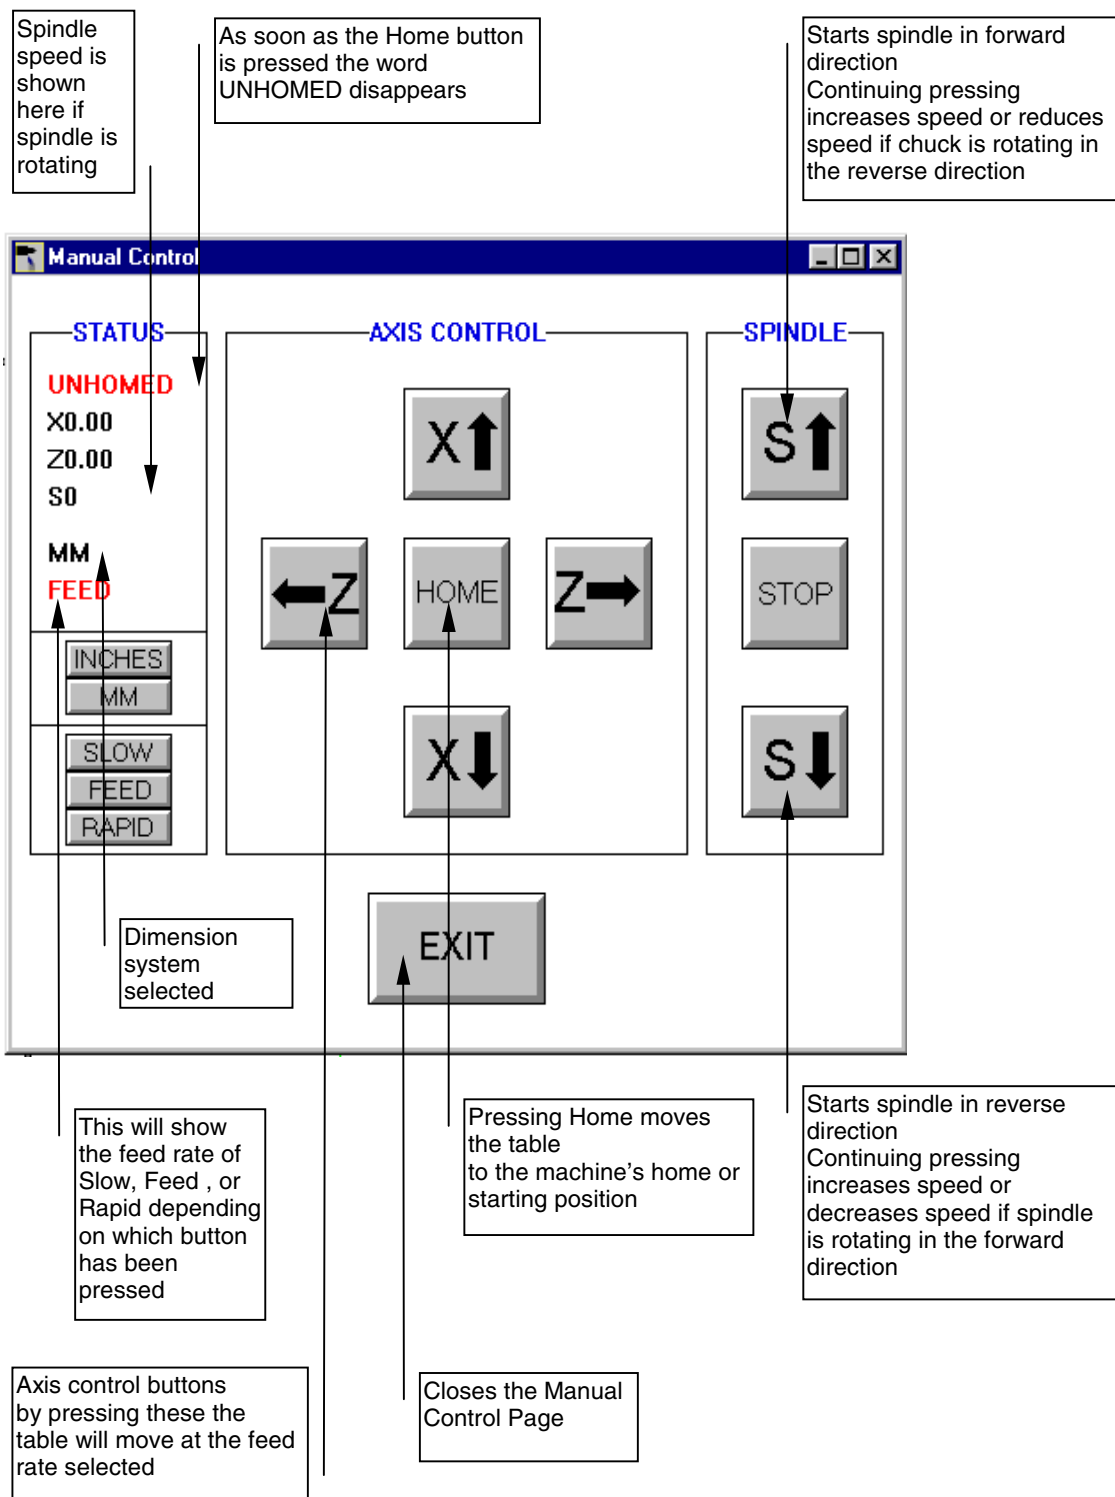 Spindle
speed is
shown
here if
spindle is
rotating
As soon as the Home button
is pressed the word
UNHOMED disappears
Starts spindle in forward
direction
Continuing pressing
increases speed or reduces
speed if chuck is rotating in
the reverse direction
Manual Control
STATUS
UNHOMED
X0.00
Z0.00
S0
MM
FEED
INCHES
MM
SLOW
FEED
RAPID
AXIS CONTROL
X
Z
HOME
Z
X
SPINDLE
S
STOP
S
EXIT
Dimension
system
selected
This will show
the feed rate of
Slow, Feed , or
Rapid depending
on which button
has been
pressed
Pressing Home moves
the table
to the machine's home or
starting position
Starts spindle in reverse
direction
Continuing pressing
increases speed or
decreases speed if spindle
is rotating in the forward
direction
Axis control buttons
by pressing these the
table will move at the feed
rate selected
Closes the Manual
Control Page